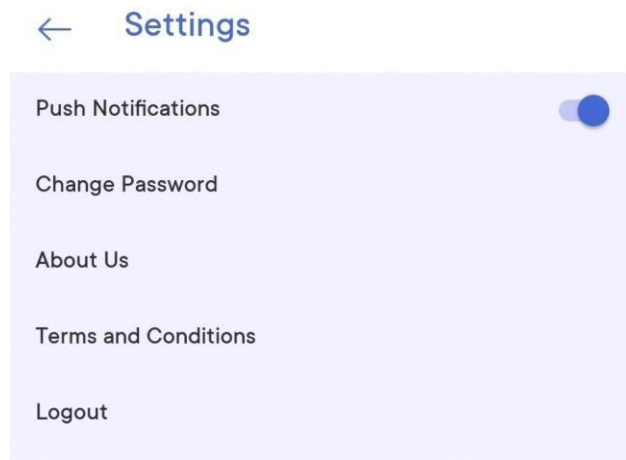 Settings
Push Notifications
Change Password
About Us
Terms and Conditions
Logout